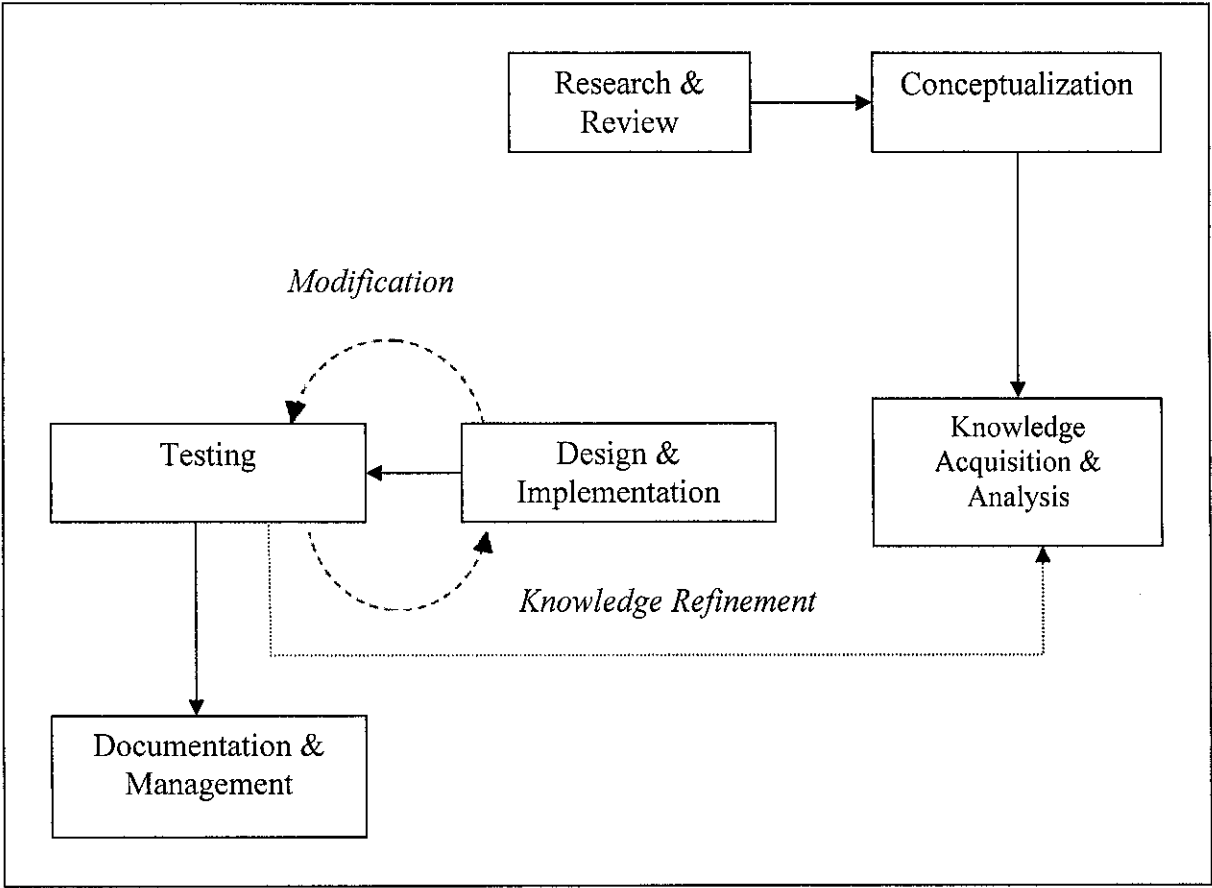 Research &
Review
Conceptualization
Modification
Testing
Design &
Implementation
Knowledge
Acquisition &
Analysis
Knowledge Refinement
Documentation &
Management